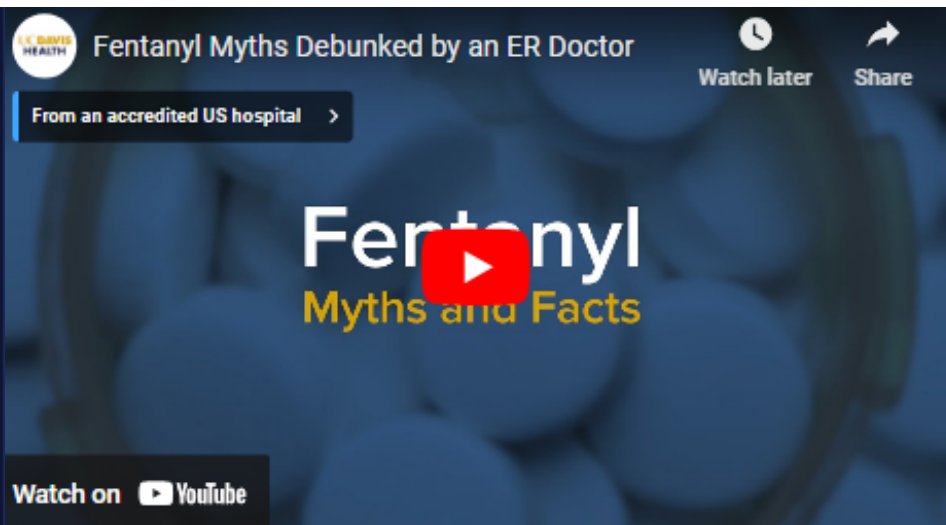 UC DAVIS
HEALTH
Fentanyl Myths Debunked by an ER Doctor
Watch later
Share
From an accredited US hospital
Fentanyl
Myths and Facts
Watch on YouTube